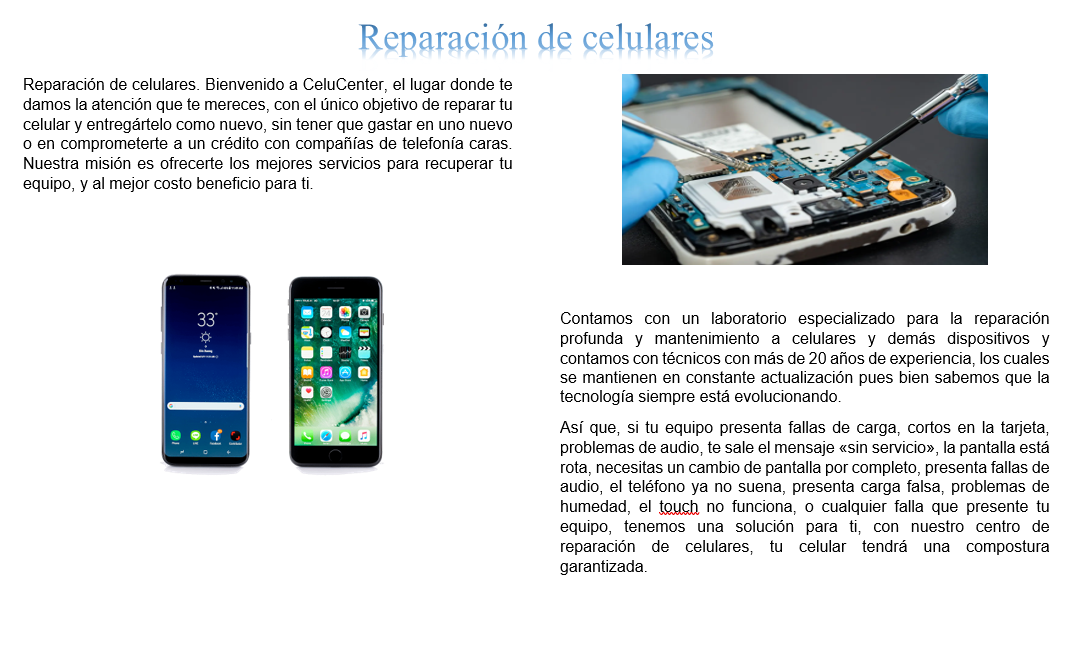 Reparación de celulares
Reparación de celulares. Bienvenido a CeluCenter, el lugar donde te
damos la atención que te mereces, con el único objetivo de reparar tu
celular y entregártelo como nuevo, sin tener que gastar en uno nuevo
o en comprometerte a un crédito con compañías de telefonía caras.
Nuestra misión es ofrecerte los mejores servicios para recuperar tu
equipo, y al mejor costo beneficio para ti.
33°
Contamos con un laboratorio especializado para la reparación
profunda y mantenimiento a celulares y demás dispositivos y
contamos con técnicos con más de 20 años de experiencia, los cuales
se mantienen en constante actualización pues bien sabemos que la
tecnología siempre está evolucionando.
Así que, si tu equipo presenta fallas de carga, cortos en la tarjeta,
problemas de audio, te sale el mensaje «sin servicio», la pantalla está
rota, necesitas un cambio de pantalla por completo, presenta fallas de
audio, el teléfono ya no suena, presenta carga falsa, problemas de
humedad, el touch no funciona, o cualquier falla que presente tu
equipo, tenemos una solución para ti, con nuestro centro de
reparación de celulares, tu celular tendrá una compostura
garantizada.